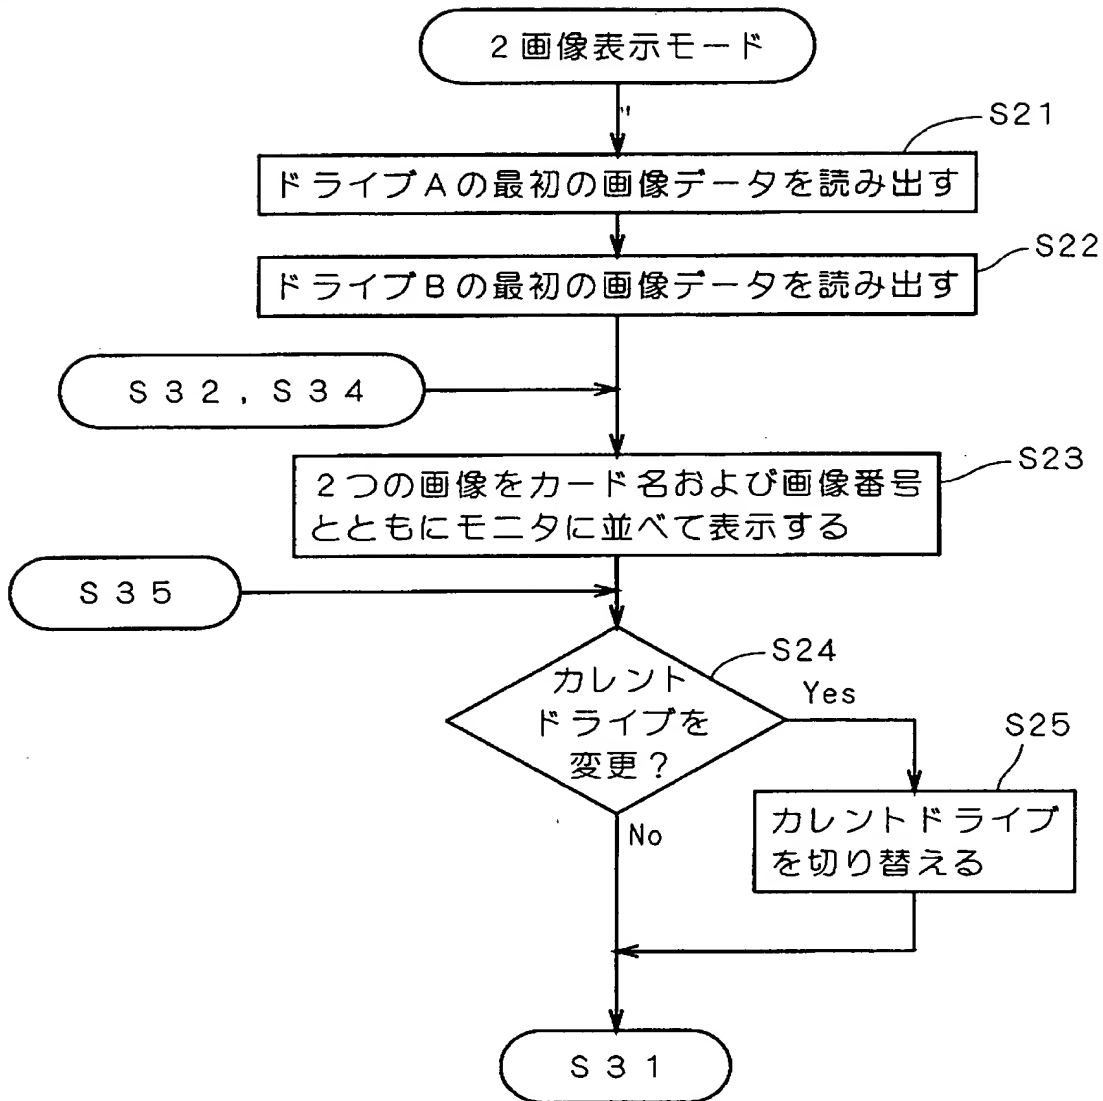 ２画像表示モード
S21
ドライブＡの最初の画像データを読み出す
S22
ドライブＢの最初の画像データを読み出す
Ｓ３２，Ｓ３４
S23
２つの画像をカード名および画像番号
とともにモニタに並べて表示する
Ｓ３５
S24
カレント
ドライブを
変更？
Yes
S25
カレントドライブ
を切り替える
No
Ｓ３１